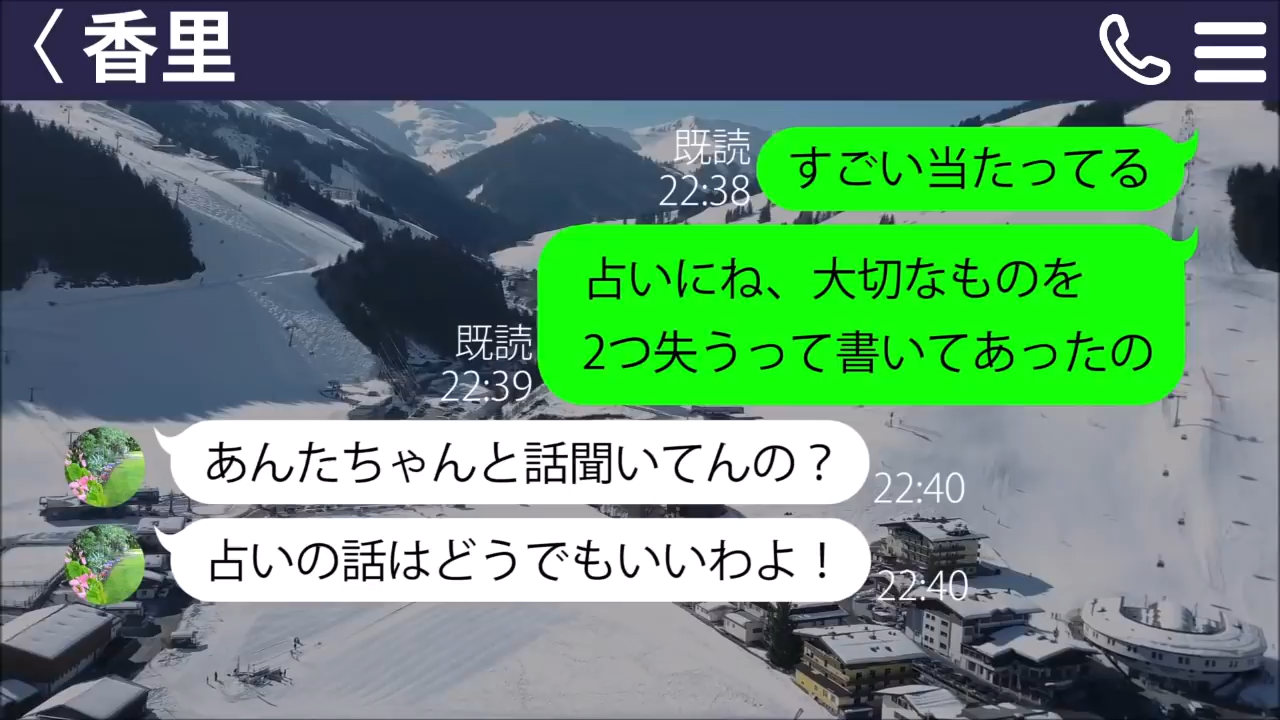 香里
既読
22:38
すごい当たってる
占いにね、大切なものを
2つ失うって書いてあったの
既読
22:39
あんたちゃんと話聞いてんの？
22:40
占いの話はどうでもいいわよ！
22:40